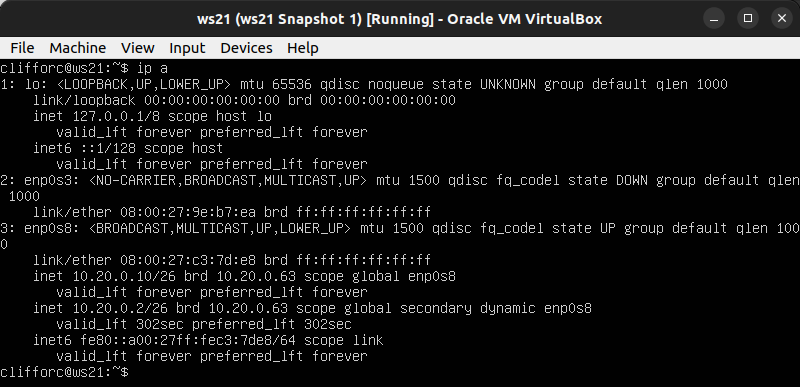 ws21 (ws21 Snapshot 1) [Running] - Oracle VM VirtualBox
File Machine View Input Devices Help
clifforc@ws21:~$ ip a
1: lo: <LOOPBACK,UP,LOWER_UP> mtu 65536 qdisc noqueue state UNKNOWN group default qlen 1000
    link/loopback 00:00:00:00:00:00 brd 00:00:00:00:00:00
    inet 127.0.0.1/8 scope host lo
       valid_lft forever preferred_lft forever
    inet6 ::1/128 scope host
       valid_lft forever preferred_lft forever
2: enp0s3: <NO-CARRIER,BROADCAST,MULTICAST,UP> mtu 1500 qdisc fq_codel state DOWN group default qlen
 1000
    link/ether 08:00:27:9e:b7:ea brd ff:ff:ff:ff:ff:ff
3: enp0s8: <BROADCAST,MULTICAST,UP,LOWER_UP> mtu 1500 qdisc fq_codel state UP group default qlen 100
0
    link/ether 08:00:27:c3:7d:e8 brd ff:ff:ff:ff:ff:ff
    inet 10.20.0.10/26 brd 10.20.0.63 scope global enp0s8
       valid_lft forever preferred_lft forever
    inet 10.20.0.2/26 brd 10.20.0.63 scope global secondary dynamic enp0s8
       valid_lft 302sec preferred_lft 302sec
    inet6 fe80::a00:27ff:fec3:7de8/64 scope link
       valid_lft forever preferred_lft forever
clifforc@ws21:~$